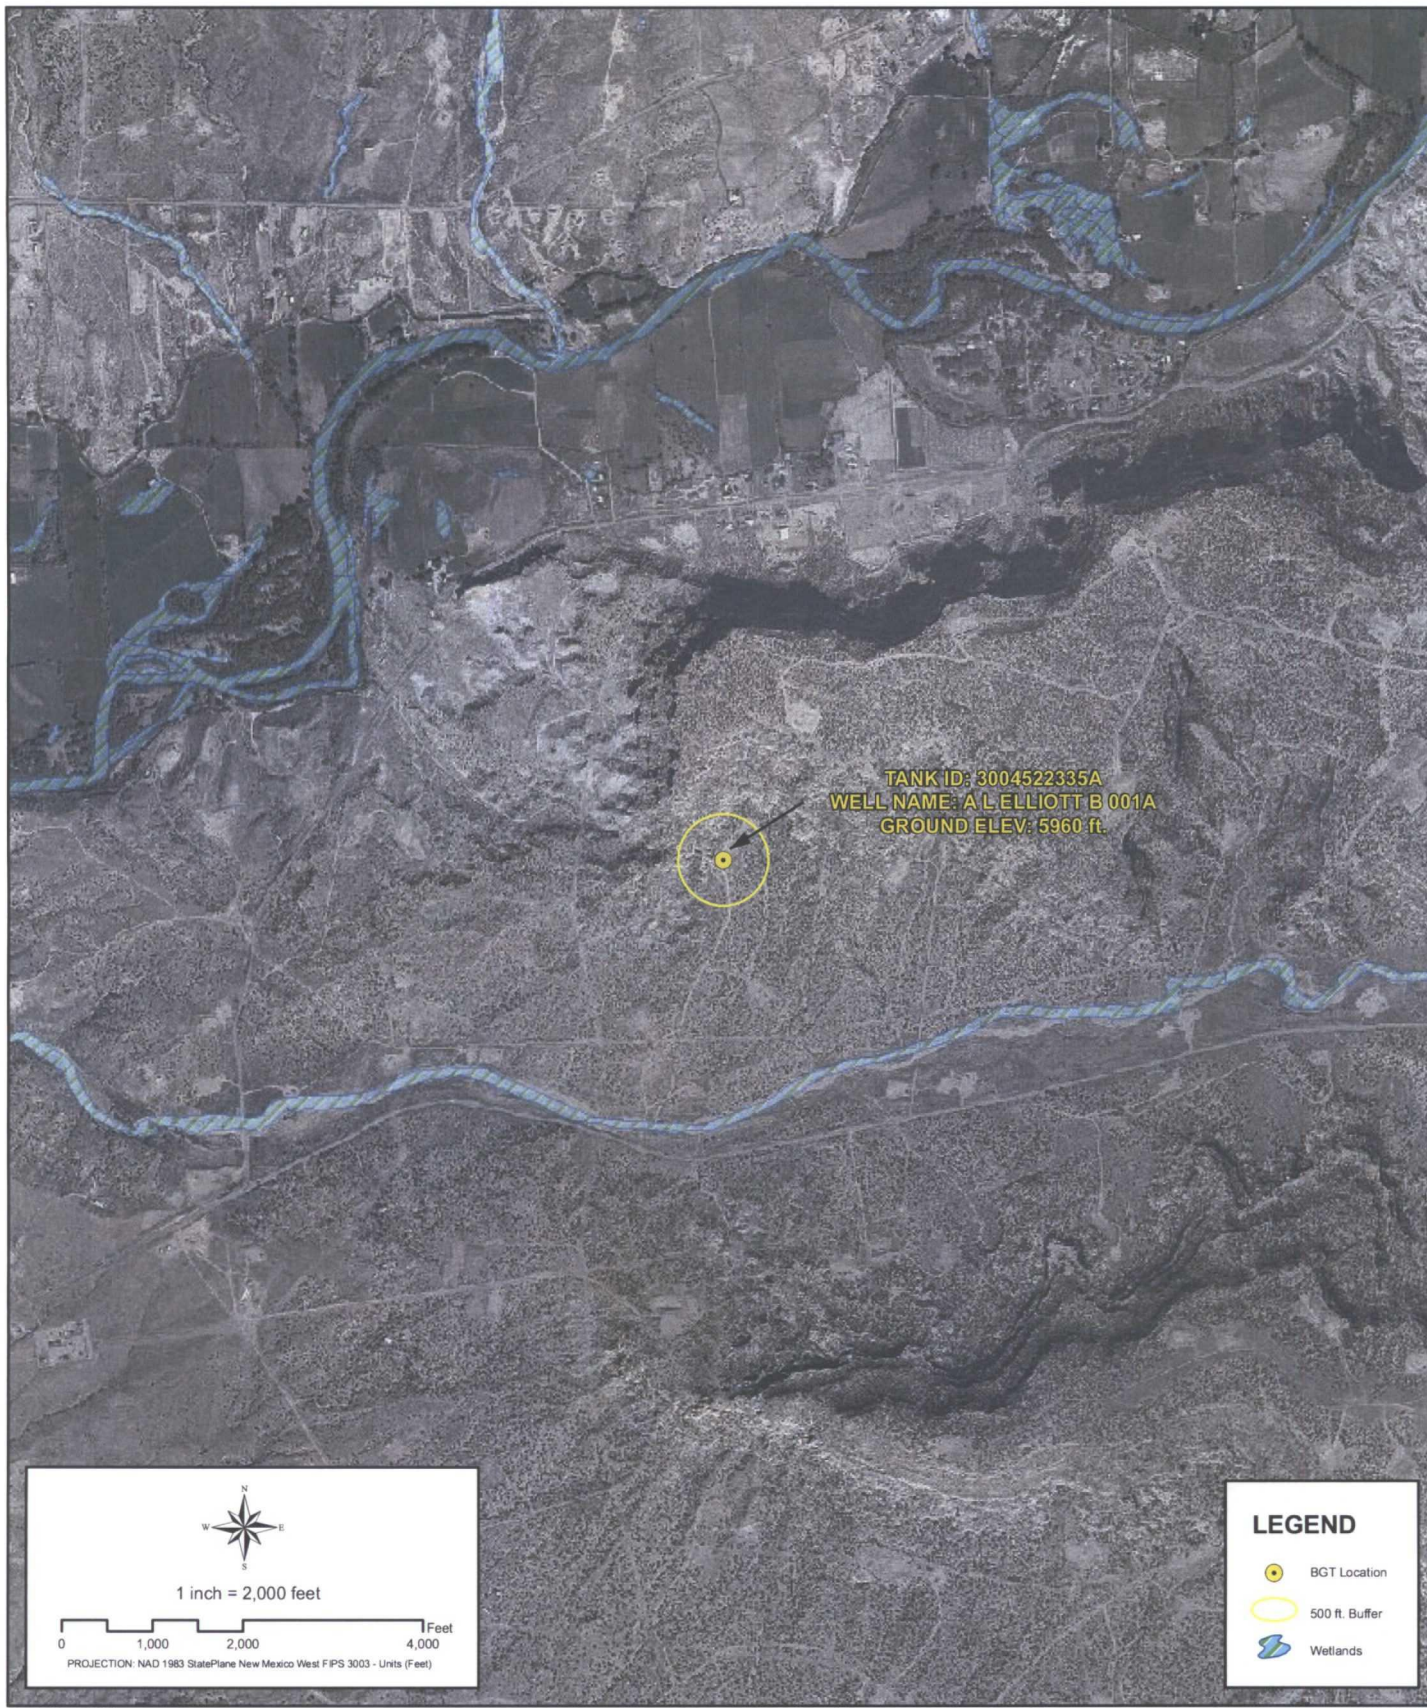 TANK ID: 3004522335A
WELL NAME: A L ELLIOTT B 001A
GROUND ELEV: 5960 ft.
N
W E
S
1 inch = 2,000 feet
Feet
0 1,000 2,000 4,000
PROJECTION: NAD 1983 StatePlane New Mexico West FIPS 3003 - Units (Feet)
LEGEND
BGT Location
500 ft. Buffer
Wetlands